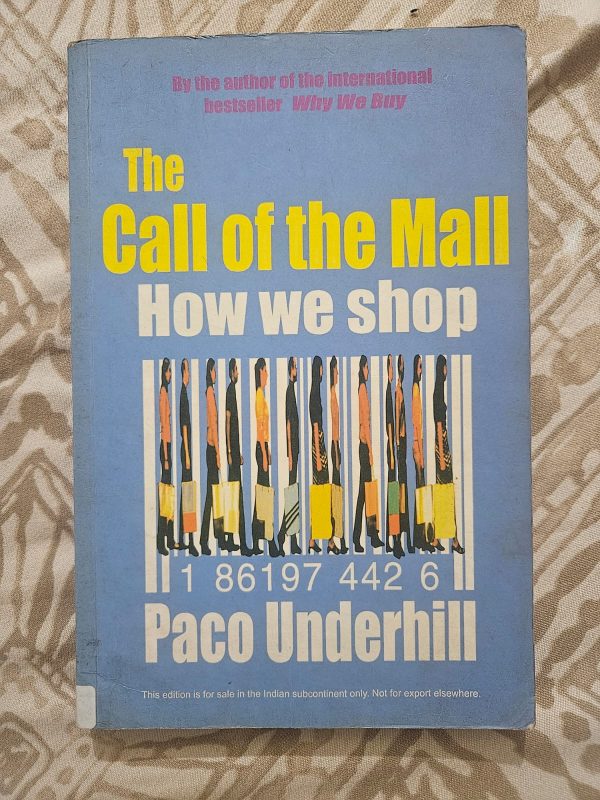 By the author of the international
bestseller Why We Buy
The
Call of the Mall
How we shop
1 86197 442 6
Paco Underhill
This edition is for sale in the Indian subcontinent only. Not for export elsewhere.